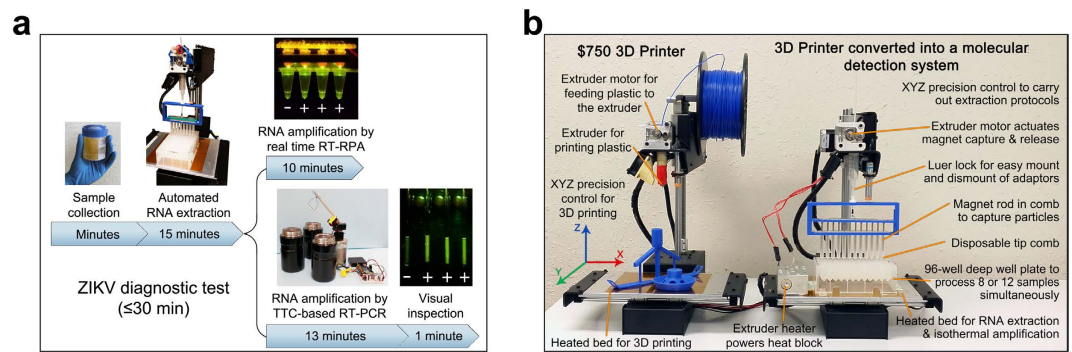 a
Sample
collection
Minutes
Automated
RNA extraction
15 minutes
- + + +
RNA amplification by
real time RT-RPA
10 minutes
- + + +
RNA amplification by
TTC-based RT-PCR
13 minutes
Visual
inspection
1 minute
ZIKV diagnostic test
(≤30 min)
b
$750 3D Printer
Extruder motor for
feeding plastic to
the extruder
Extruder for
printing plastic
XYZ precision
control for
3D printing
Z
X
Y
Heated bed for 3D printing
3D Printer converted into a molecular
detection system
XYZ precision control to carry
out extraction protocols
Extruder motor actuates
magnet capture & release
Luer lock for easy mount
and dismount of adaptors
Magnet rod in comb
to capture particles
Disposable tip comb
96-well deep well plate to
process 8 or 12 samples
simultaneously
Heated bed for RNA extraction
& isothermal amplification
Extruder heater
powers heat block